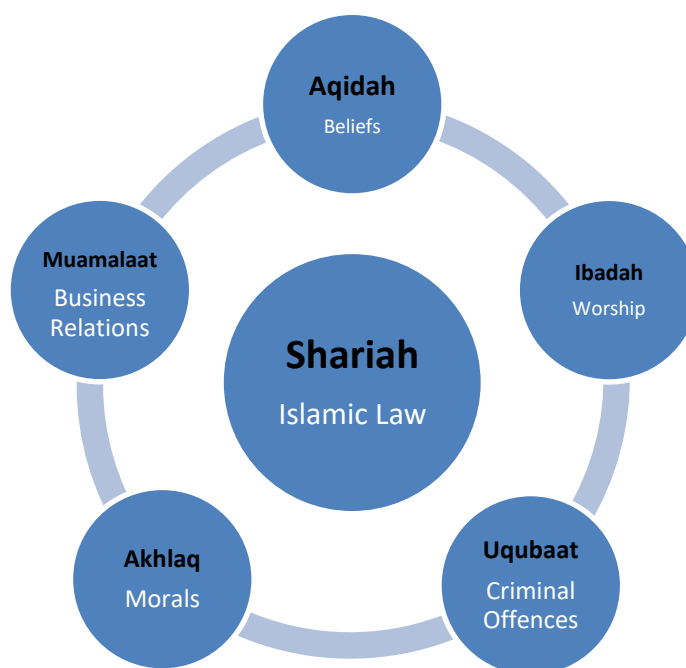 Aqidah
Beliefs
Muamalaat
Business
Relations
Ibadah
Worship
Shariah
Islamic Law
Akhlaq
Morals
Uqubaat
Criminal
Offences